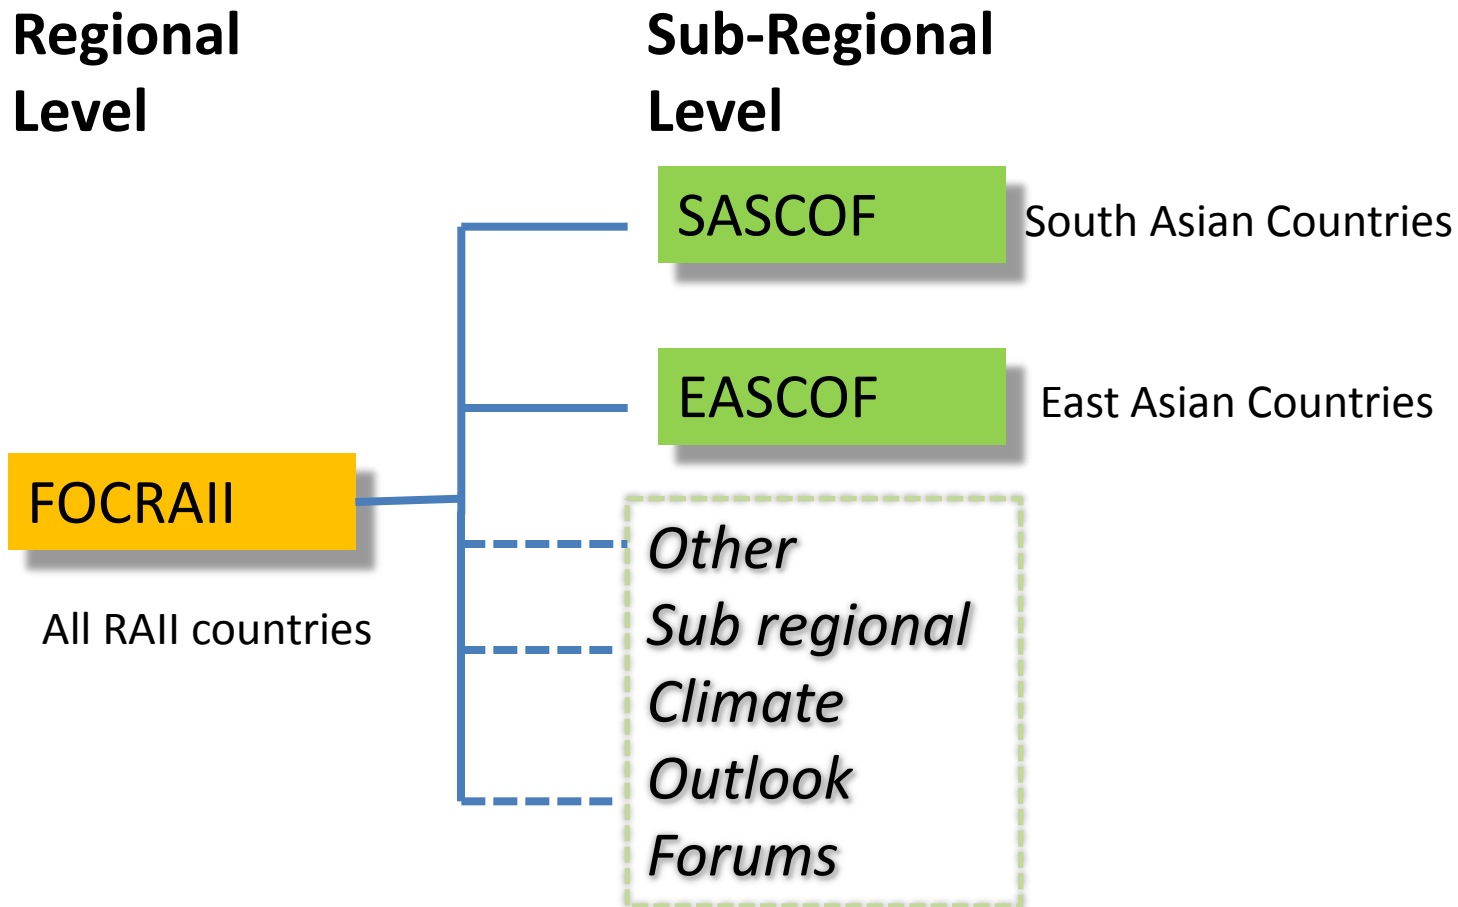 Regional
Level
Sub-Regional
Level
SASCOF
South Asian Countries
EASCOF
East Asian Countries
FOCRAII
All RAII countries
Other
Sub regional
Climate
Outlook
Forums